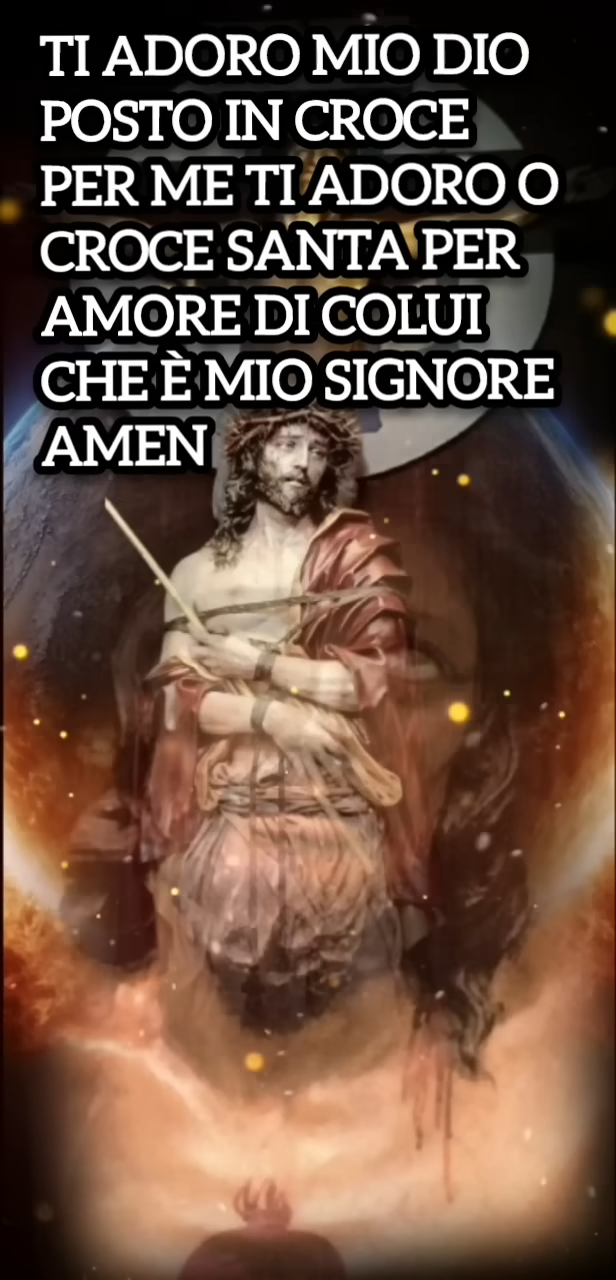 TI ADORO MIO DIO
POSTO IN CROCE
PER ME TI ADORO O
CROCE SANTA PER
AMORE DI COLUI
CHE È MIO SIGNORE
AMEN